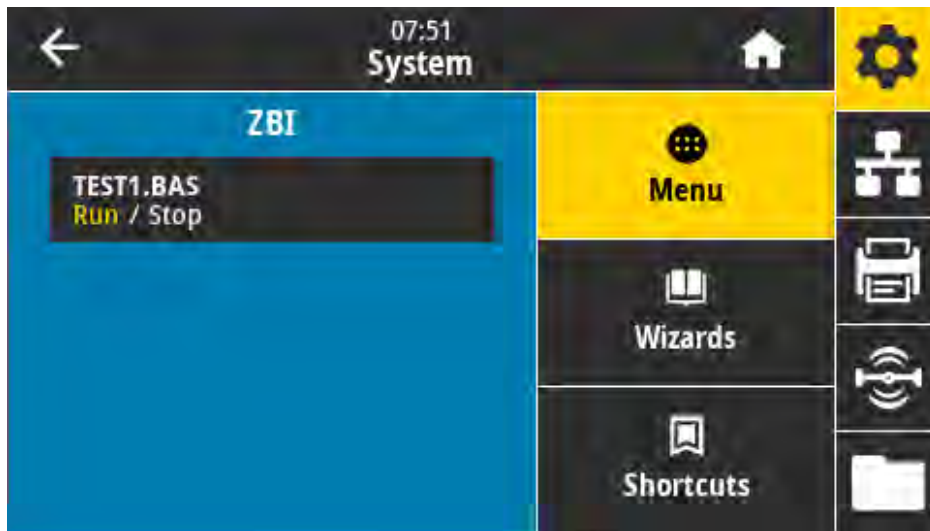 07:51
System
ZBI
TEST1.BAS
Run / Stop
Menu
Wizards
Shortcuts